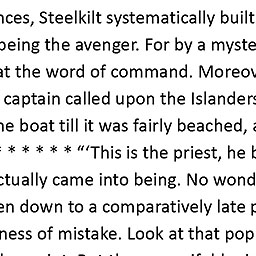 nces, Steelkilt systematically built
being the avenger. For by a myste
at the word of command. Moreov
captain called upon the Islanders
he boat till it was fairly beached, a
* * * * * * “‘This is the priest, he b
ctually came into being. No wond
en down to a comparatively late p
ness of mistake. Look at that pop